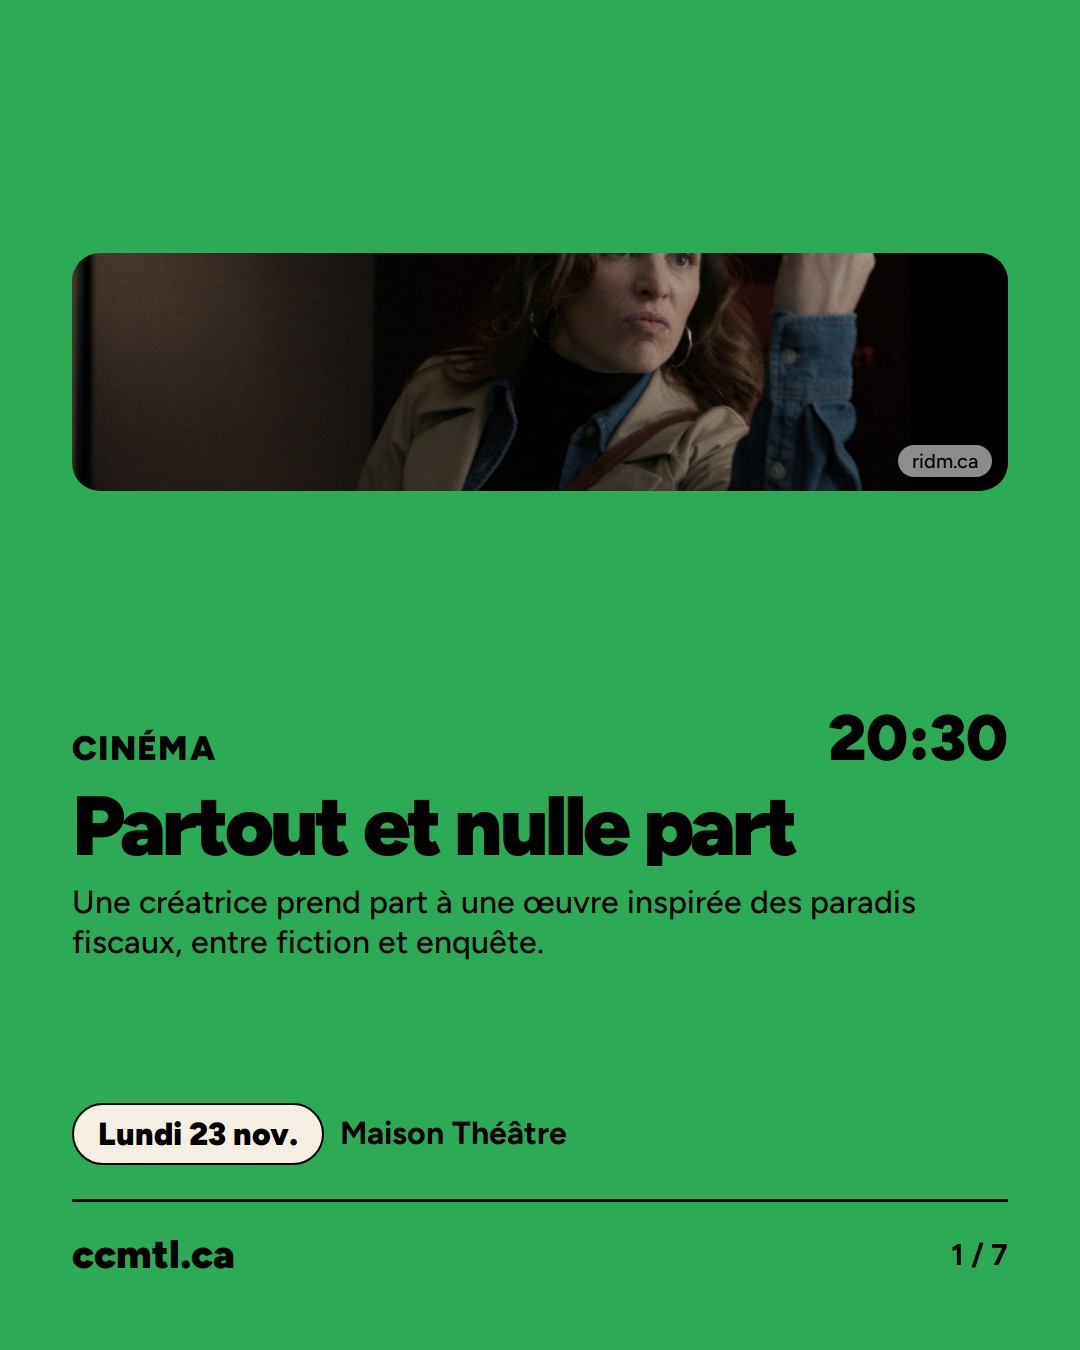 ridm.ca
CINÉMA
20:30
Partout et nulle part
Une créatrice prend part à une œuvre inspirée des paradis
fiscaux, entre fiction et enquête.
Lundi 23 nov.
Maison Théâtre
ccmtl.ca
1 / 7